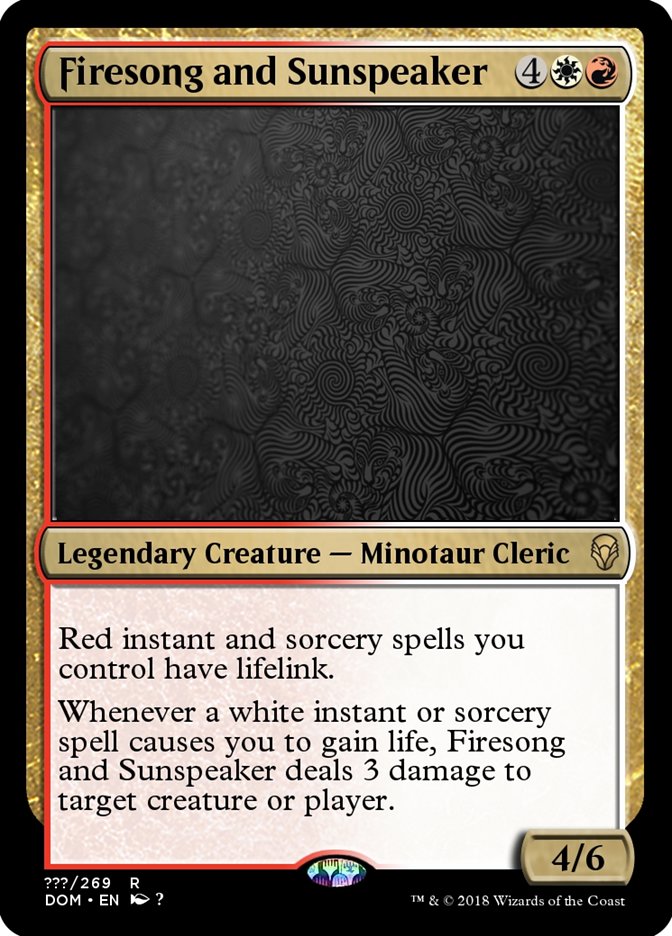 Firesong and Sunspeaker 4
Legendary Creature — Minotaur Cleric
Red instant and sorcery spells you
control have lifelink.
Whenever a white instant or sorcery
spell causes you to gain life, Firesong
and Sunspeaker deals 3 damage to
target creature or player.
4/6
???/269 R
DOM • EN ?
™ & © 2018 Wizards of the Coast